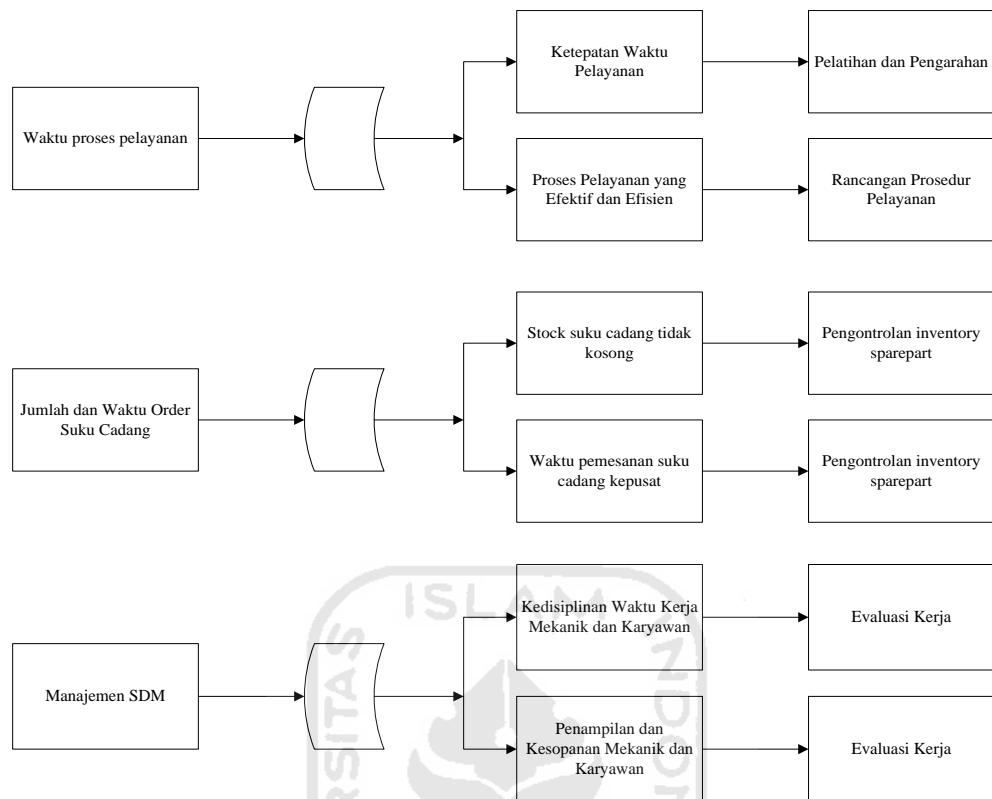 Ketepatan Waktu
Pelayanan
Pelatihan dan Pengarahan
Waktu proses pelayanan
Proses Pelayanan yang
Efektif dan Efisien
Rancangan Prosedur
Pelayanan
Stock suku cadang tidak
kosong
Pengontrolan inventory
sparepart
Jumlah dan Waktu Order
Suku Cadang
Waktu pemesanan suku
cadang kepusat
Pengontrolan inventory
sparepart
Kedisiplinan Waktu Kerja
Mekanik dan Karyawan
Evaluasi Kerja
Manajemen SDM
Penampilan dan
Kesopanan Mekanik dan
Karyawan
Evaluasi Kerja
ISLAM